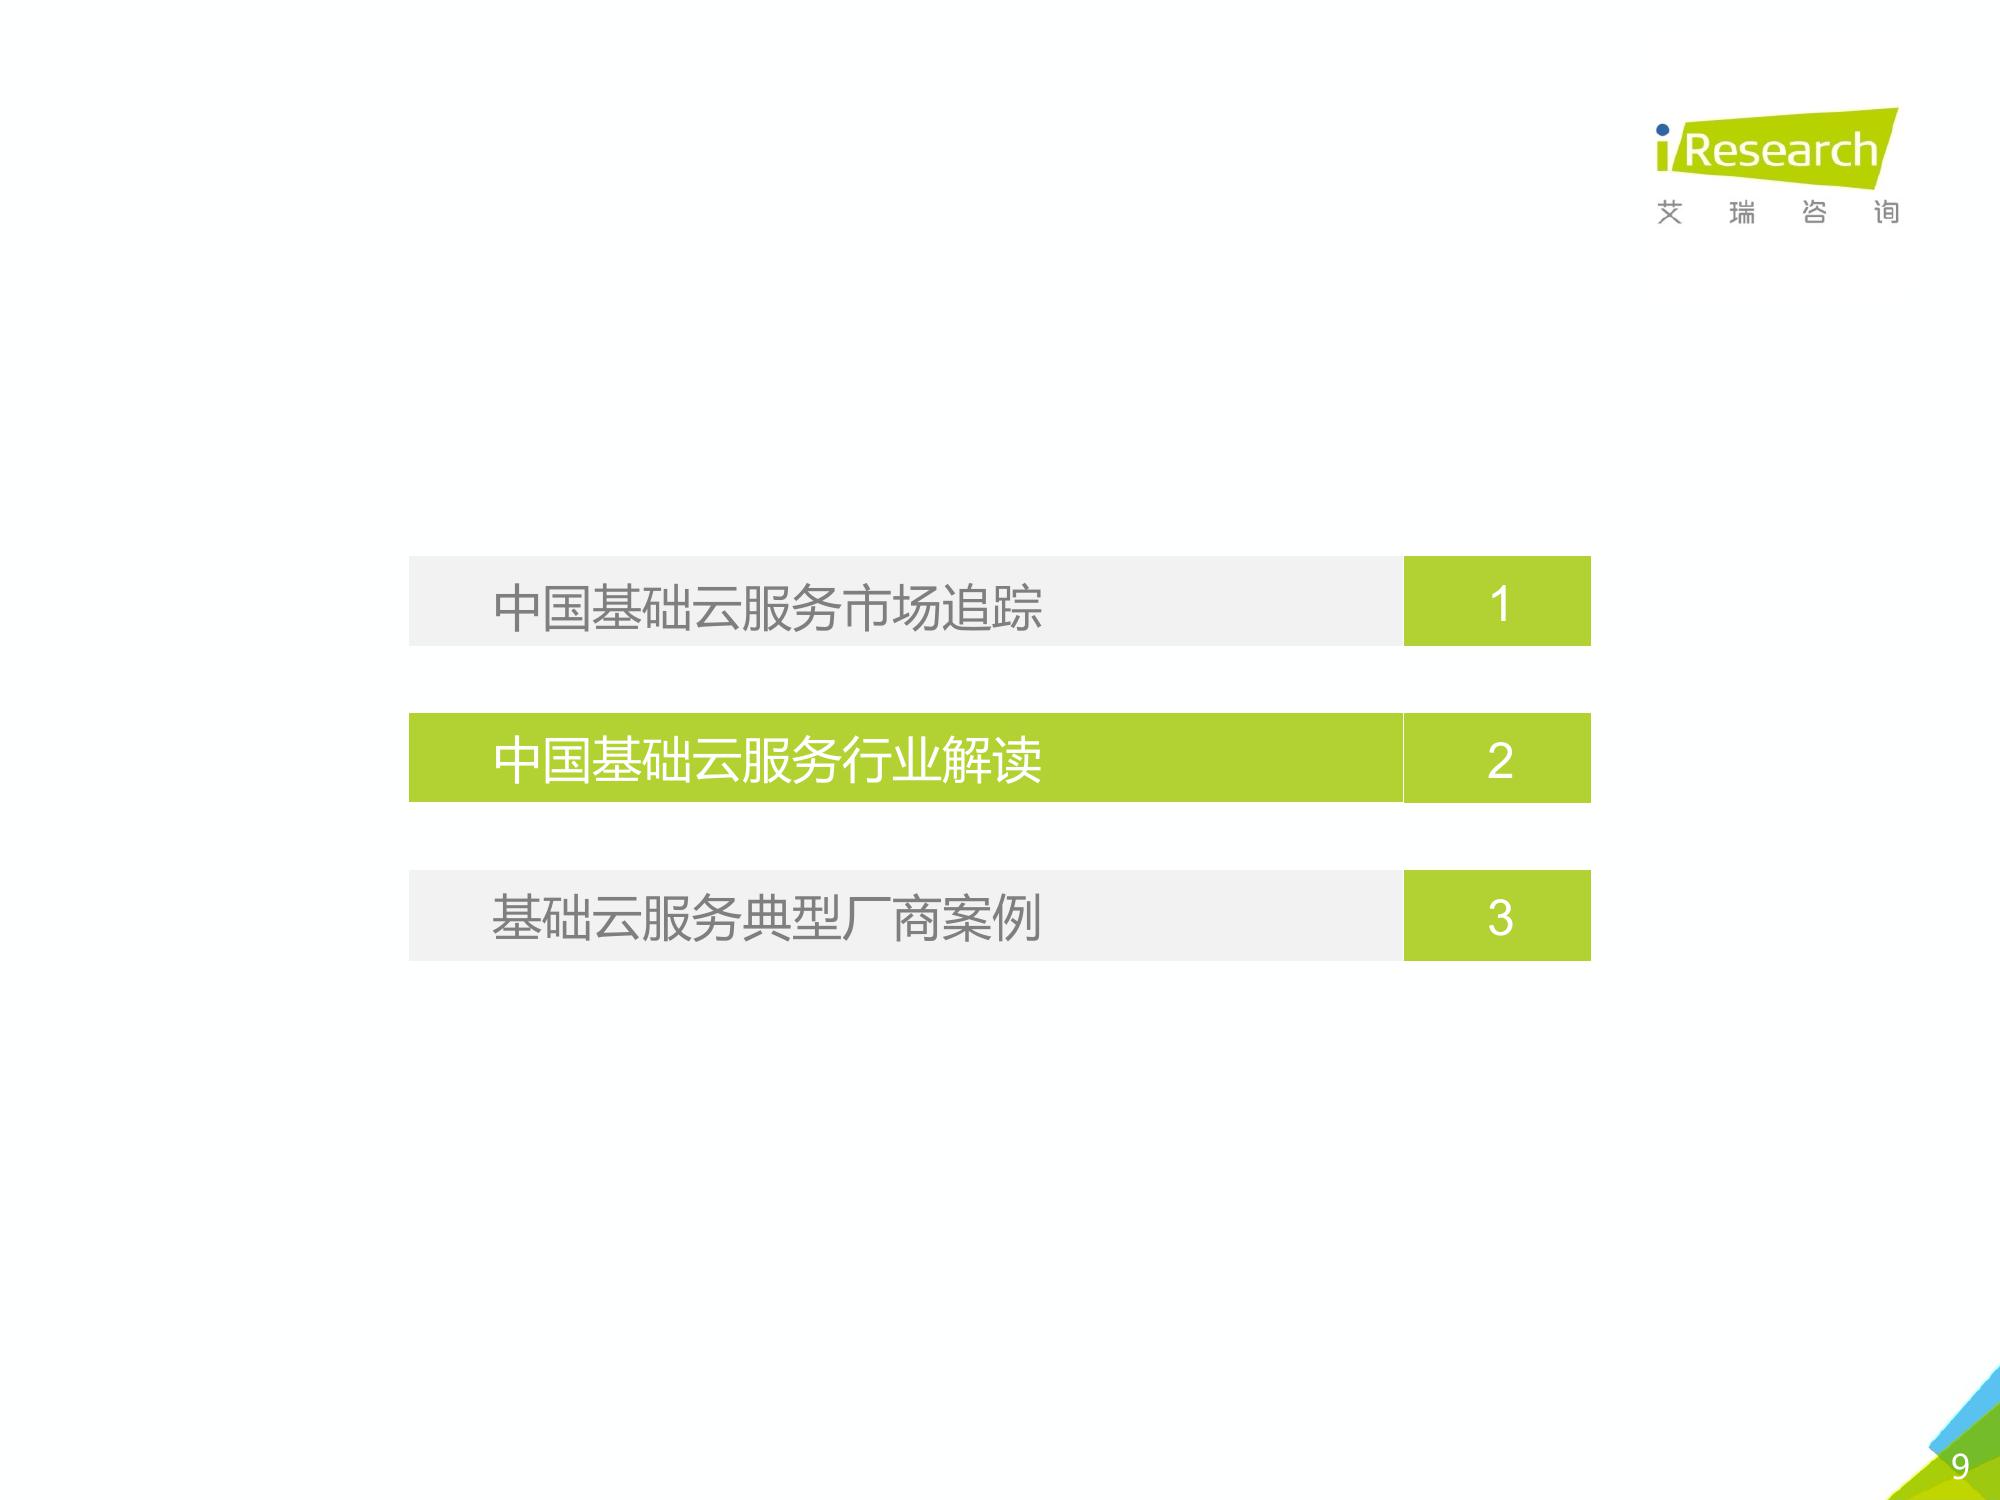 iResearch
艾瑞咨询
中国基础云服务市场追踪 1
中国基础云服务行业解读 2
基础云服务典型厂商案例 3
9